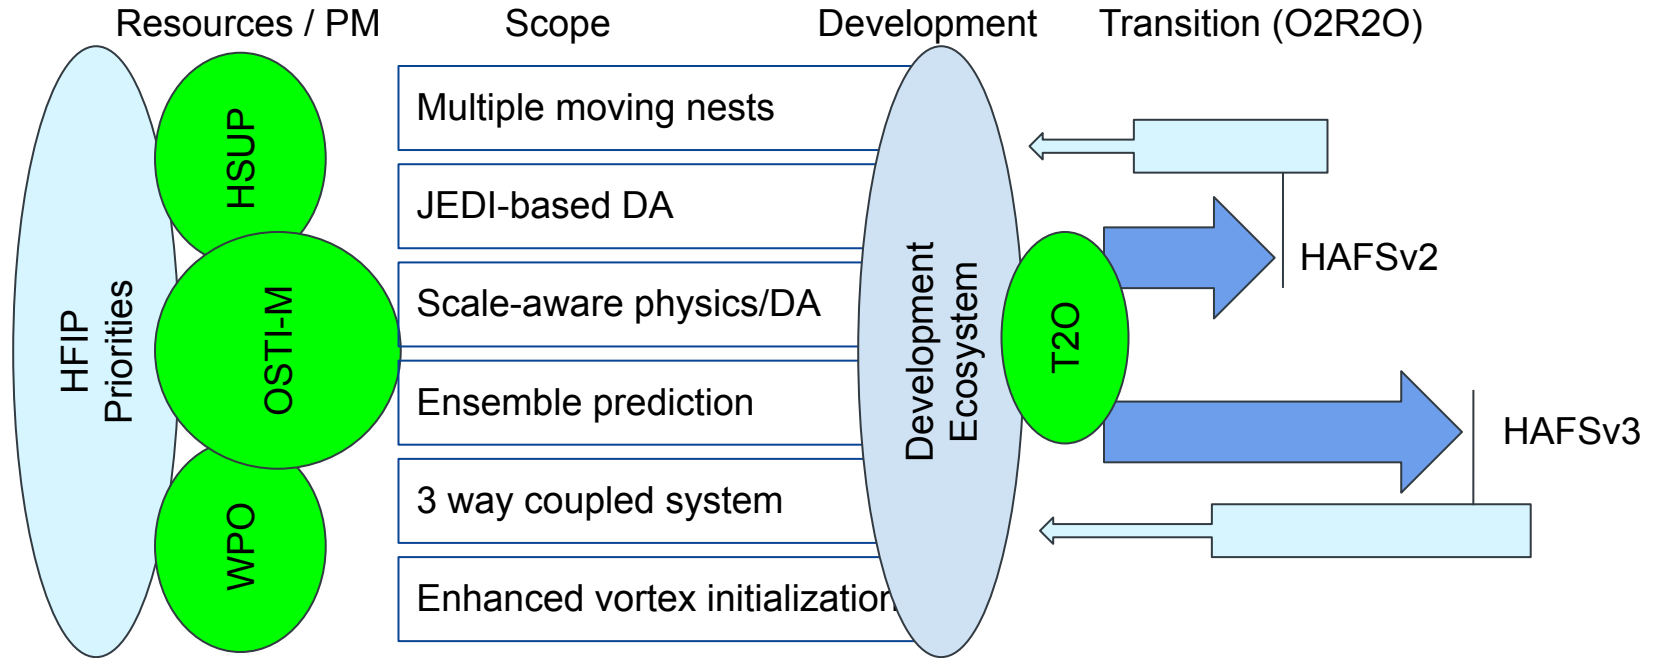 Resources / PM
Scope
Development
Transition (O2R2O)
HFIP
Priorities
HSUP
OSTI-M
WPO
Multiple moving nests
JEDI-based DA
Scale-aware physics/DA
Ensemble prediction
3 way coupled system
Enhanced vortex initialization
Development
Ecosystem
T2O
HAFSv2
HAFSv3